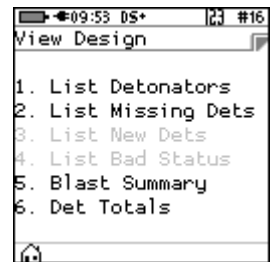 09:53 DS+ 123 #16
View Design
1. List Detonators
2. List Missing Dets
3. List New Dets
4. List Bad Status
5. Blast Summary
6. Det Totals